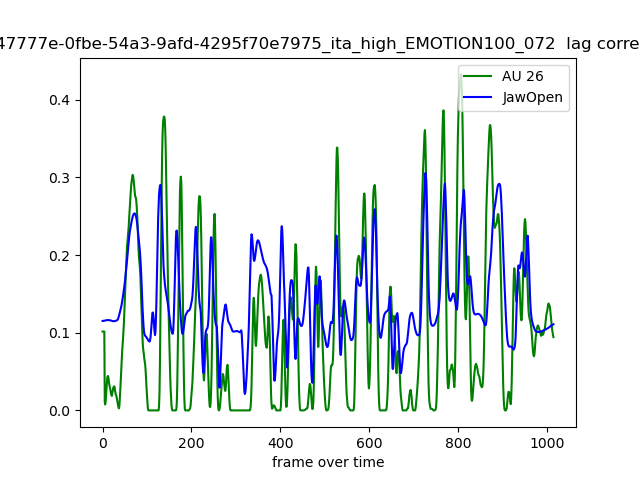 47777e-0fbe-54a3-9afd-4295f70e7975_ita_high_EMOTION100_072 lag corre
AU 26
JawOpen
0.4
0.3
0.2
0.1
0.0
0 200 400 600 800 1000
frame over time